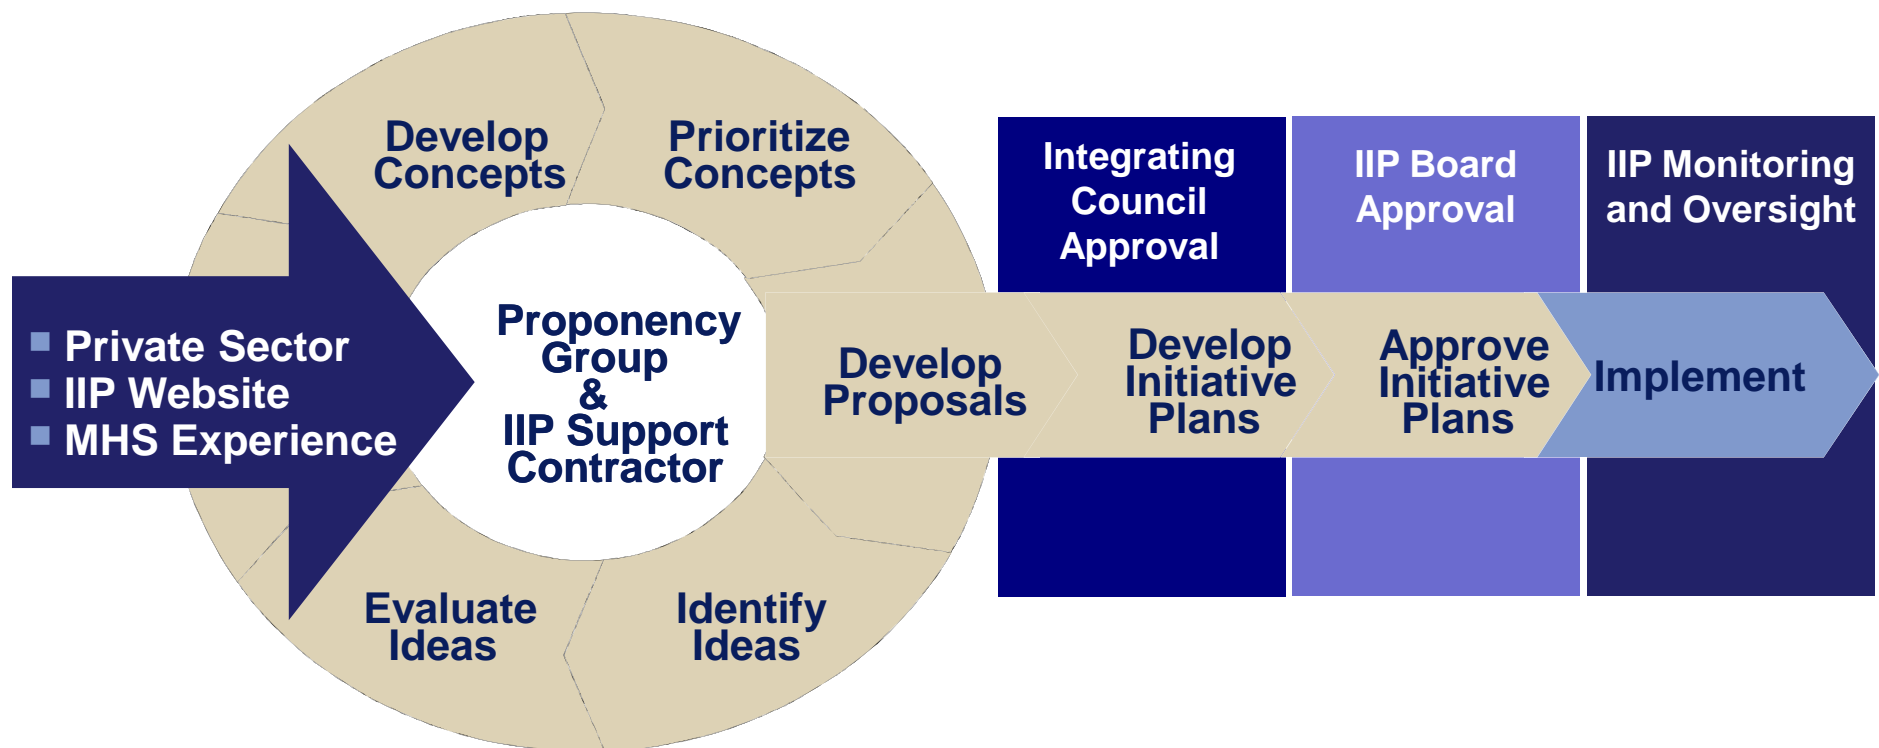 Private Sector
IIP Website
MHS Experience
Develop
Concepts
Prioritize
Concepts
Proponency
Group
&
IIP Support
Contractor
Evaluate
Ideas
Identify
Ideas
Develop
Proposals
Integrating
Council
Approval
Develop
Initiative
Plans
IIP Board
Approval
Approve
Initiative
Plans
IIP Monitoring
and Oversight
Implement